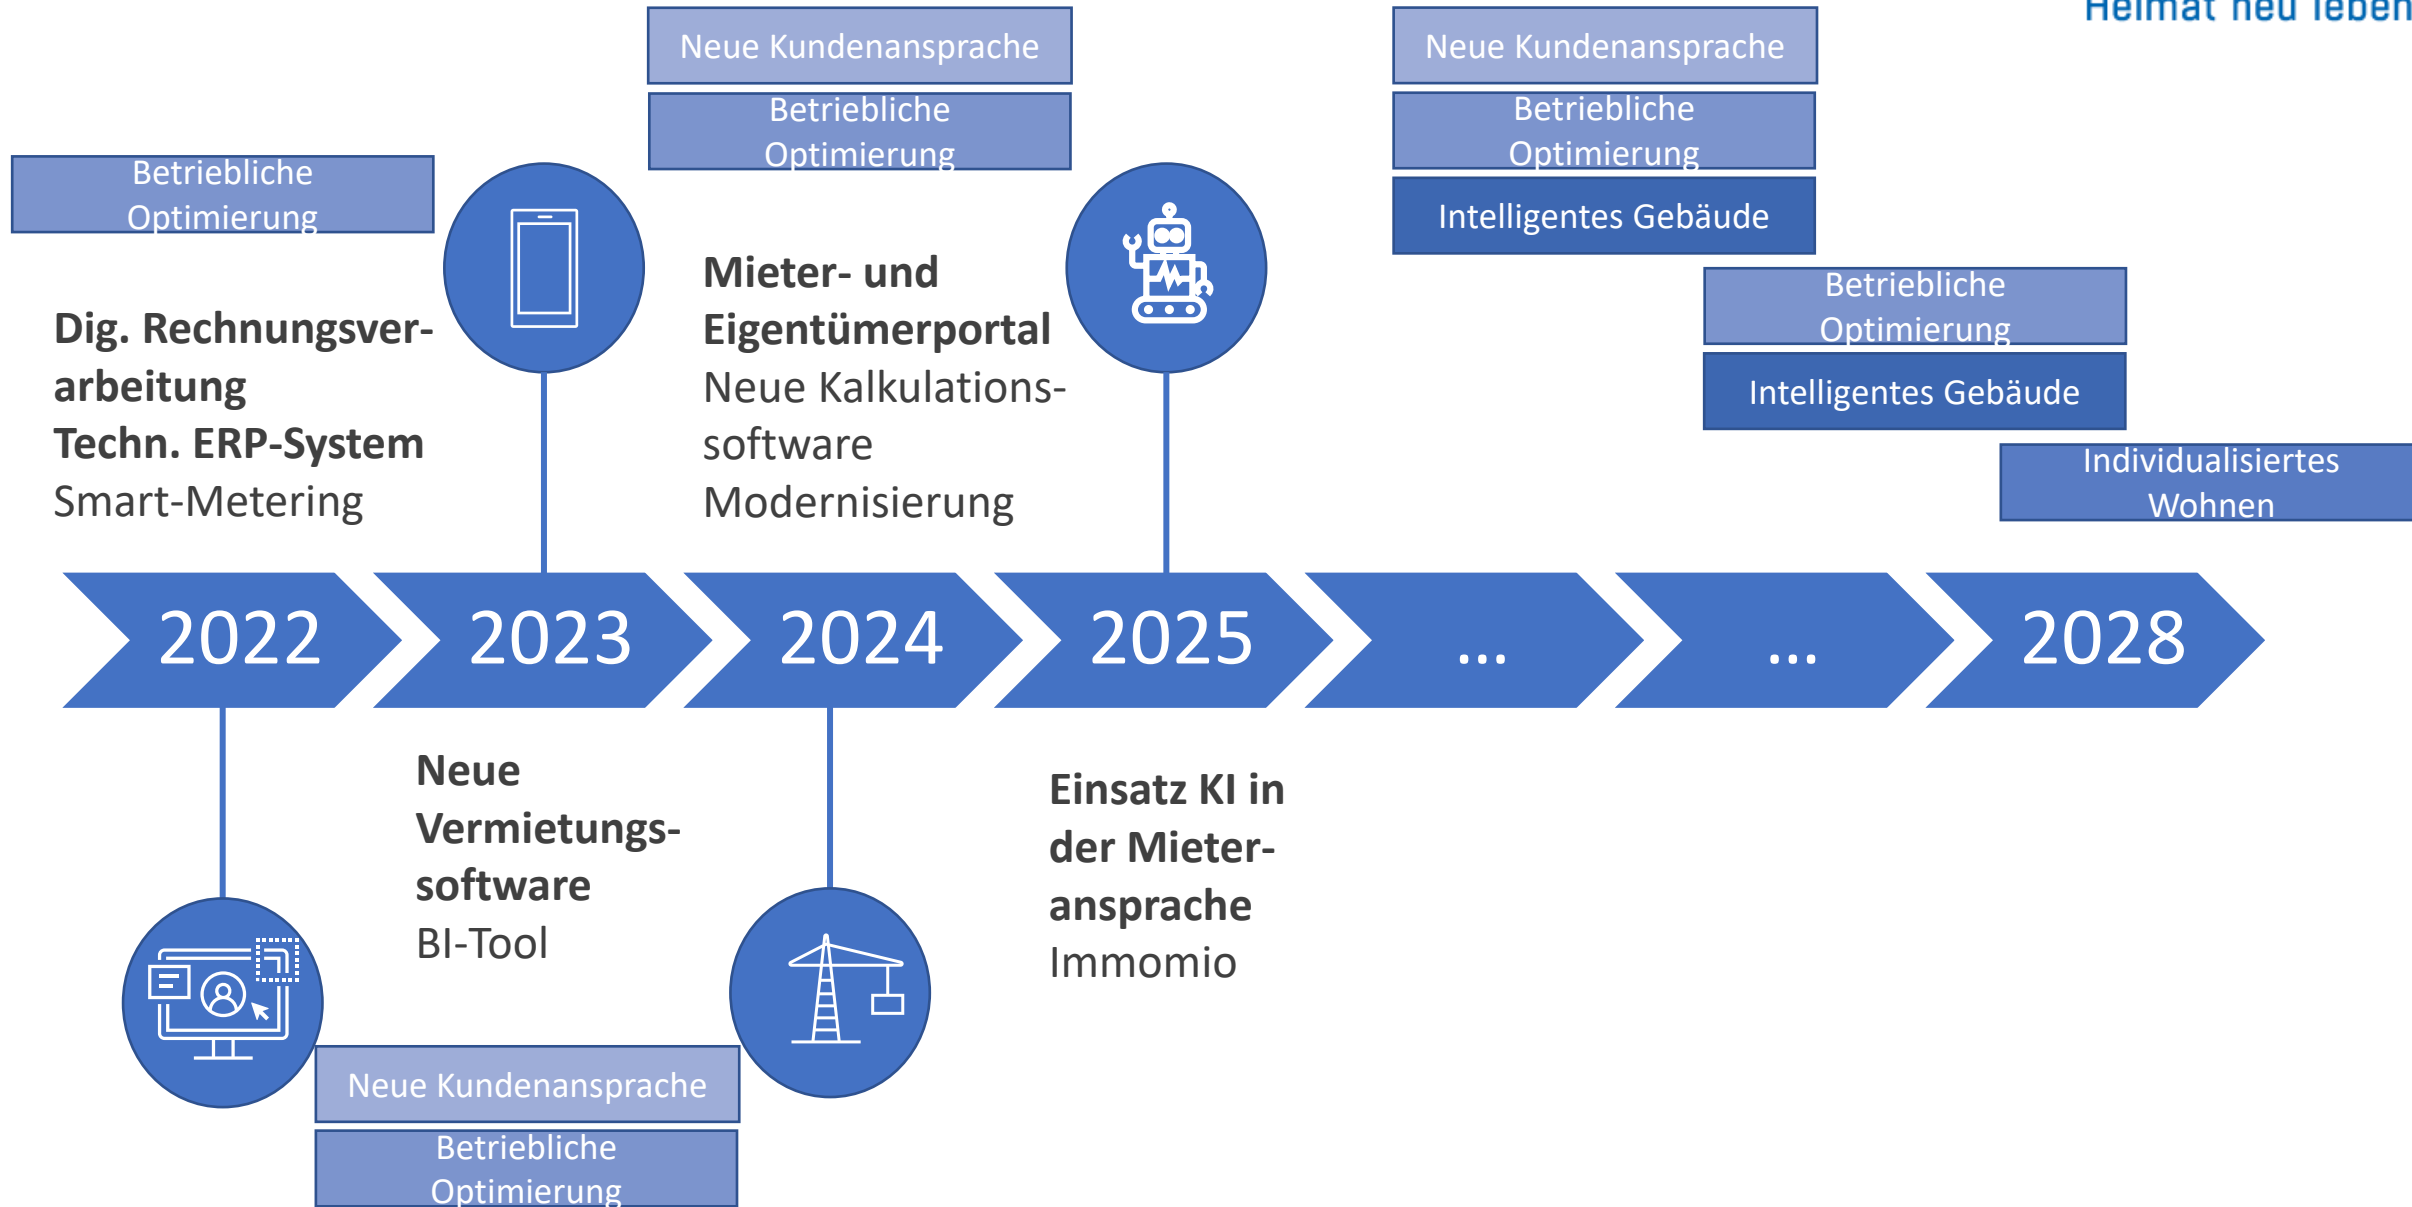 Heimat neu leben
Neue Kundenansprache
Betriebliche
Optimierung
Neue Kundenansprache
Betriebliche
Optimierung
Intelligentes Gebäude
Betriebliche
Optimierung
Betriebliche
Optimierung
Intelligentes Gebäude
Individualisiertes
Wohnen
Dig. Rechnungsver-
arbeitung
Techn. ERP-System
Smart-Metering
Mieter- und
Eigentümerportal
Neue Kalkulations-
software
Modernisierung
2022
2023
2024
2025
...
...
2028
Neue
Vermietungs-
software
BI-Tool
Einsatz KI in
der Mieter-
ansprache
Immomio
Neue Kundenansprache
Betriebliche
Optimierung